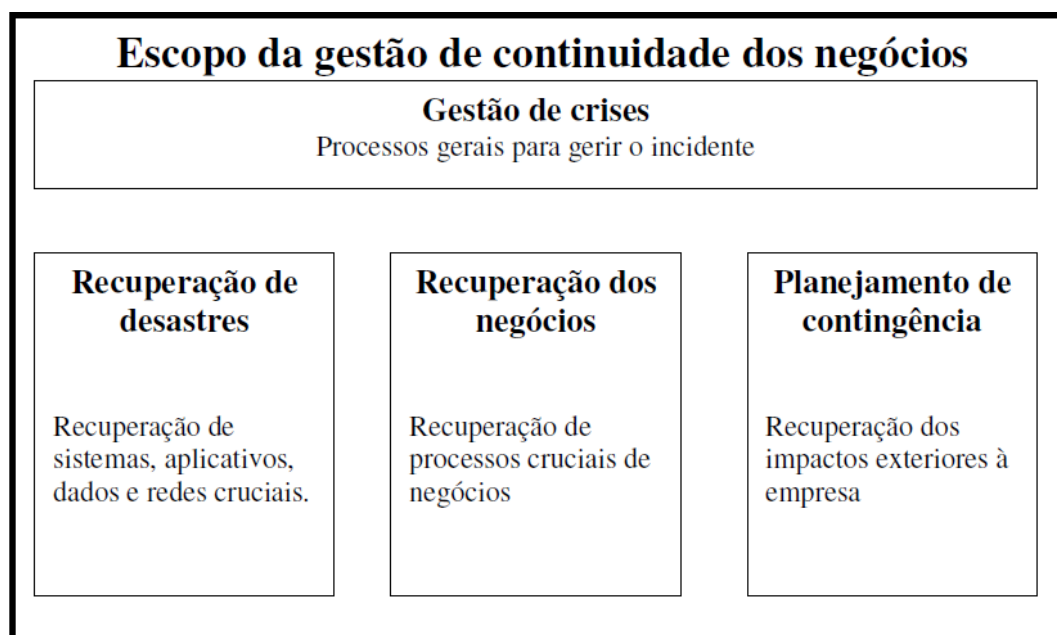 Escopo da gestão de continuidade dos negócios
Gestão de crises
Processos gerais para gerir o incidente
Recuperação de
desastres
Recuperação de
sistemas, aplicativos,
dados e redes cruciais.
Recuperação dos
negócios
Recuperação de
processos cruciais de
negócios
Planejamento de
contingência
Recuperação dos
impactos exteriores à
empresa